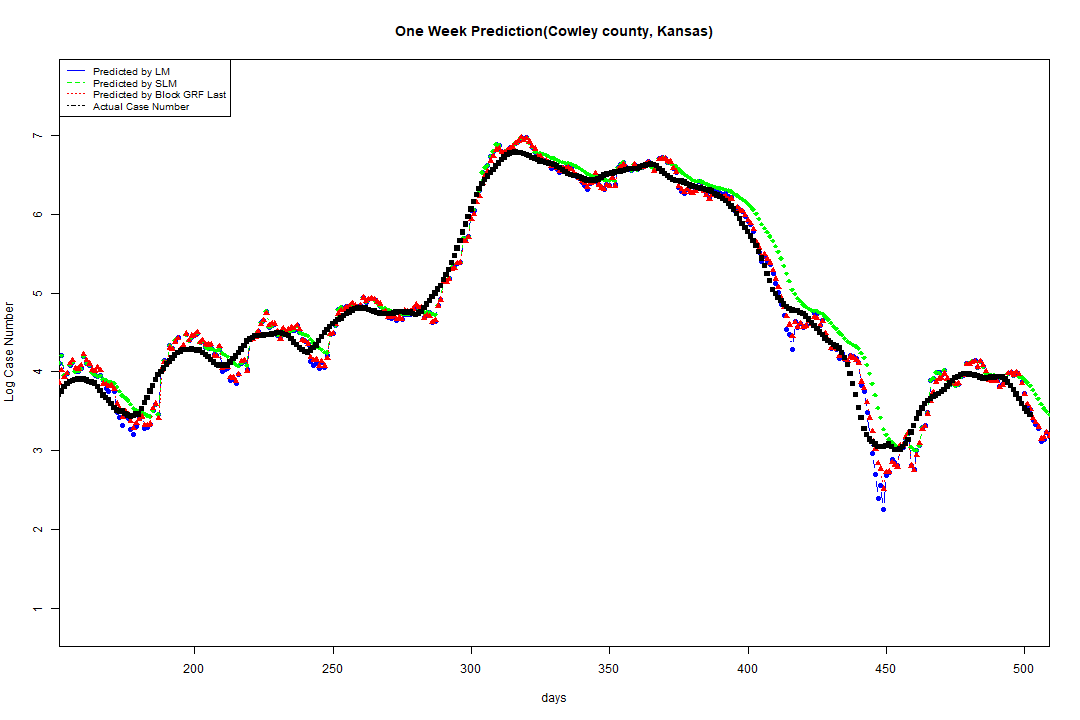 One Week Prediction(Cowley county, Kansas)
Predicted by LM
Predicted by SLM
Predicted by Block GRF Last
Actual Case Number
Log Case Number
7
6
5
4
3
2
1
200 250 300 350 400 450 500
days